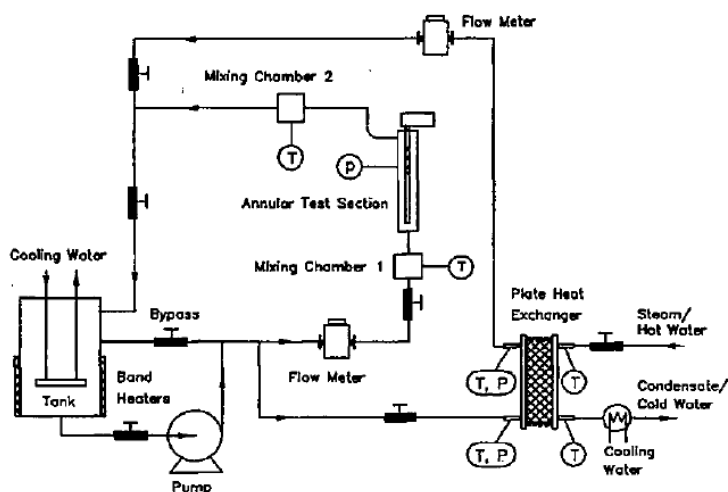 Flow Meter
Mixing Chamber 2
T
P
Annular Test Section
Cooling Water
Mixing Chamber 1
T
Plate Heat
Exchanger
Steam/
Hot Water
Bypass
Flow Meter
T, P
T
Band
Heaters
Tank
Condensate/
Cold Water
T, P
T
Cooling
Water
Pump